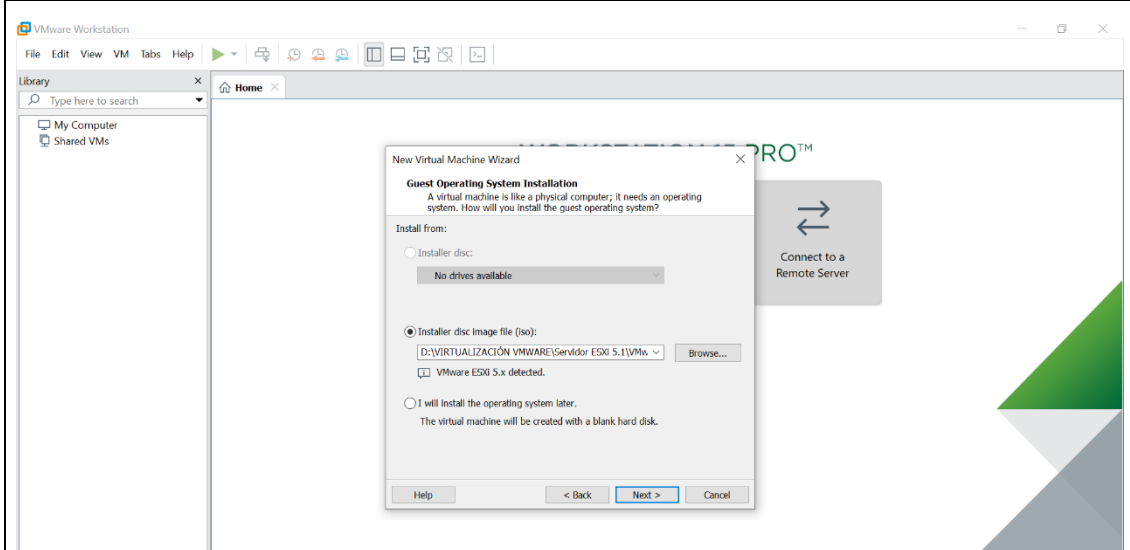 VMware Workstation
File Edit View VM Tabs Help
Library
Type here to search
My Computer
Shared VMs
Home
PRO™
New Virtual Machine Wizard
Guest Operating System Installation
A virtual machine is like a physical computer; it needs an operating
system. How will you install the guest operating system?
Install from:
Installer disc:
No drives available
Installer disc image file (iso):
D:\VIRTUALIZACIÓN VMWARE\Servidor ESXi 5.1\VMw
Browse...
VMware ESXi 5.x detected.
I will install the operating system later.
The virtual machine will be created with a blank hard disk.
Help
< Back
Next >
Cancel
Connect to a
Remote Server